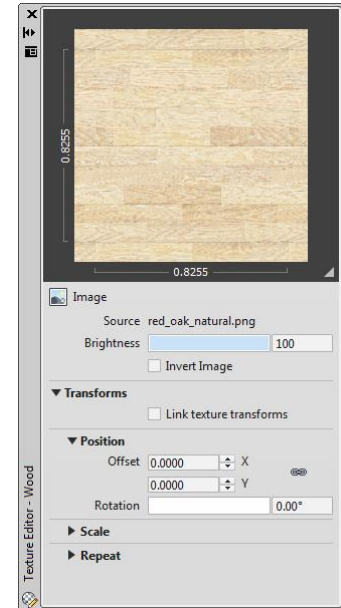 0.8255
0.8255
Image
Source red_oak_natural.png
Brightness 100
Invert Image
Transforms
Link texture transforms
Position
Offset 0.0000 X
0.0000 Y
Rotation 0.00°
Scale
Repeat
Texture Editor - Wood